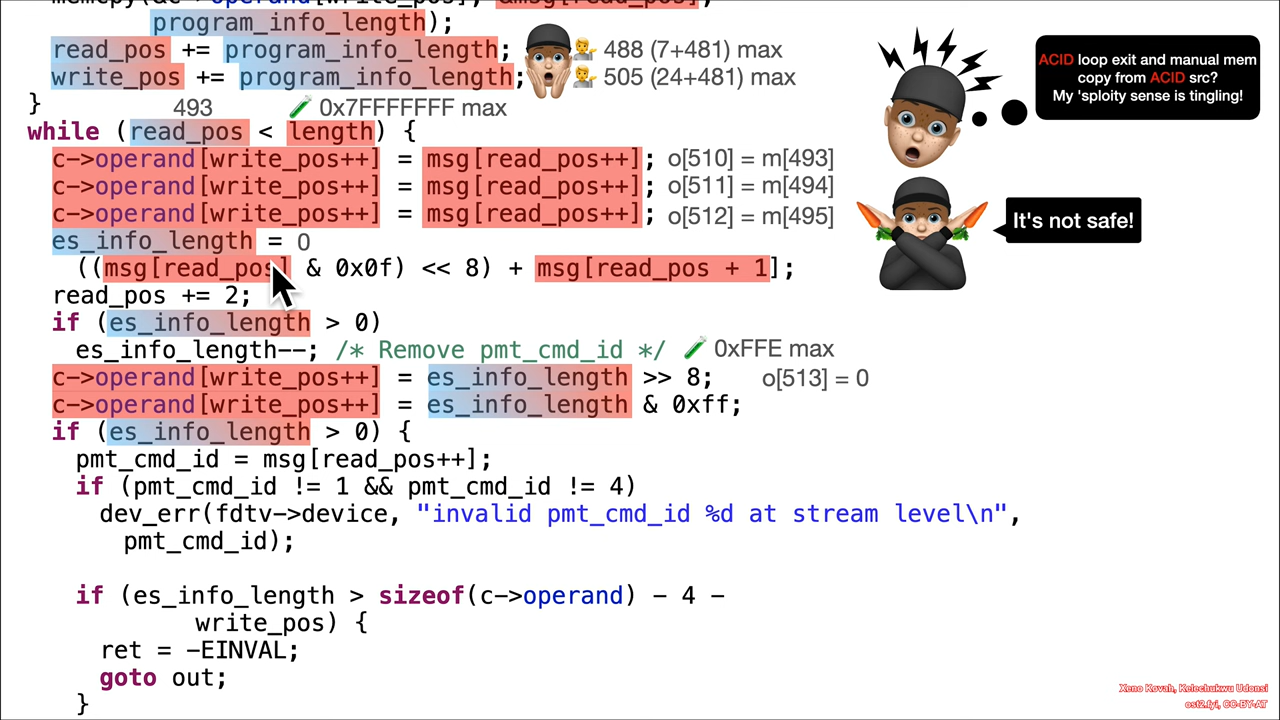 memcpy(&c->operand[write_pos], &msg[read_pos],
program_info_length);
read_pos += program_info_length; 488 (7+481) max
write_pos += program_info_length; 505 (24+481) max
}
493 0x7FFFFFFF max
while (read_pos < length) {
c->operand[write_pos++] = msg[read_pos++]; o[510] = m[493]
c->operand[write_pos++] = msg[read_pos++]; o[511] = m[494]
c->operand[write_pos++] = msg[read_pos++]; o[512] = m[495]
es_info_length = 0
((msg[read_pos] & 0x0f) << 8) + msg[read_pos + 1];
read_pos += 2;
if (es_info_length > 0)
es_info_length--; /* Remove pmt_cmd_id */ 0xFFE max
c->operand[write_pos++] = es_info_length >> 8; o[513] = 0
c->operand[write_pos++] = es_info_length & 0xff;
if (es_info_length > 0) {
pmt_cmd_id = msg[read_pos++];
if (pmt_cmd_id != 1 && pmt_cmd_id != 4)
dev_err(fdtv->device, "invalid pmt_cmd_id %d at stream level\n",
pmt_cmd_id);
if (es_info_length > sizeof(c->operand) - 4 -
write_pos) {
ret = -EINVAL;
goto out;
}
ACID loop exit and manual mem
copy from ACID src?
My 'sploity sense is tingling!
It's not safe!
Xeno Kovah, Kelechukwu Udonsi
ost2.fyi, CC-BY-AT